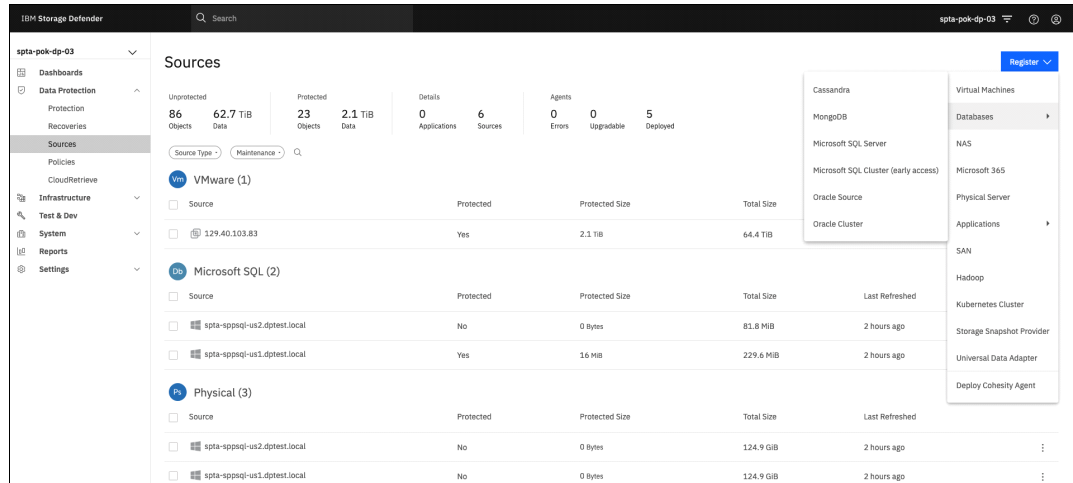 IBM Storage Defender
Search
spta-pok-dp-03
spta-pok-dp-03
Dashboards
Data Protection
Protection
Recoveries
Sources
Policies
CloudRetrieve
Infrastructure
Test & Dev
System
Reports
Settings
Sources
Register
Unprotected
86 62.7 TiB
Objects Data
Protected
23 2.1 TiB
Objects Data
Details
0 6
Applications Sources
Agents
0 0 5
Errors Upgradable Deployed
Source Type
Maintenance
Vm VMware (1)
Source Protected Protected Size Total Size
129.40.103.83 Yes 2.1 TiB 64.4 TiB
Db Microsoft SQL (2)
Source Protected Protected Size Total Size Last Refreshed
spta-sppsql-us2.dptest.local No 0 Bytes 81.8 MiB 2 hours ago
spta-sppsql-us1.dptest.local Yes 16 MiB 229.6 MiB 2 hours ago
Ps Physical (3)
Source Protected Protected Size Total Size Last Refreshed
spta-sppsql-us2.dptest.local No 0 Bytes 124.9 GiB 2 hours ago
spta-sppsql-us1.dptest.local No 0 Bytes 124.9 GiB 2 hours ago
Cassandra
MongoDB
Microsoft SQL Server
Microsoft SQL Cluster (early access)
Oracle Source
Oracle Cluster
Virtual Machines
Databases
NAS
Microsoft 365
Physical Server
Applications
SAN
Hadoop
Kubernetes Cluster
Storage Snapshot Provider
Universal Data Adapter
Deploy Cohesity Agent